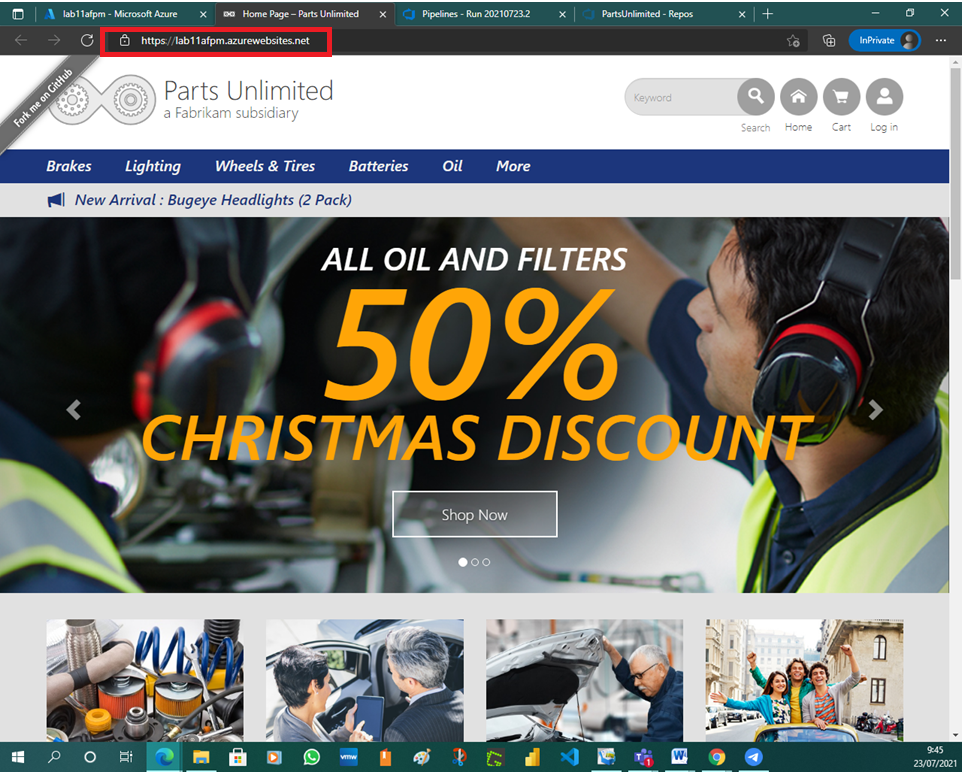 lab11afpm - Microsoft Azure
Home Page – Parts Unlimited
Pipelines - Run 20210723.2
PartsUnlimited - Repos
https://lab11afpm.azurewebsites.net
InPrivate
Fork me on GitHub
Parts Unlimited
a Fabrikam subsidiary
Keyword
Search
Home
Cart
Log in
Brakes Lighting Wheels & Tires Batteries Oil More
New Arrival : Bugeye Headlights (2 Pack)
ALL OIL AND FILTERS
50%
CHRISTMAS DISCOUNT
Shop Now
vmw
1
9:45
23/07/2021